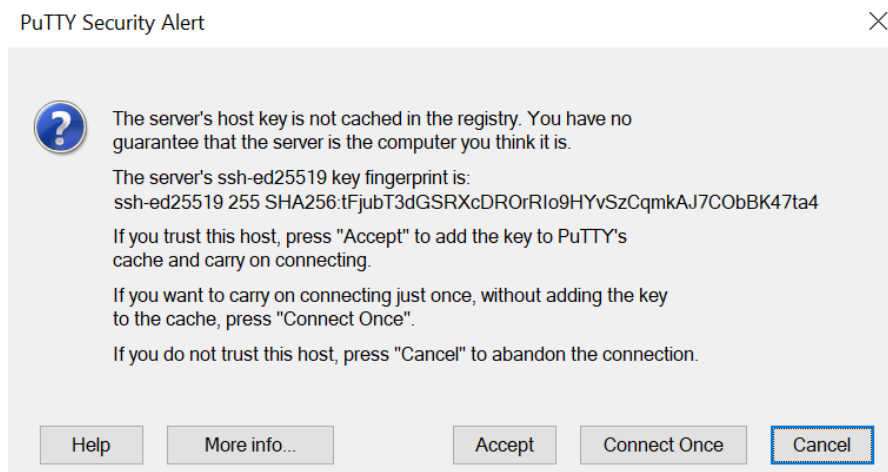 PuTTY Security Alert
The server's host key is not cached in the registry. You have no
guarantee that the server is the computer you think it is.
The server's ssh-ed25519 key fingerprint is:
ssh-ed25519 255 SHA256:tFjubT3dGSRXcDROrRIo9HYvSzCqmkAJ7CObBK47ta4
If you trust this host, press "Accept" to add the key to PuTTY's
cache and carry on connecting.
If you want to carry on connecting just once, without adding the key
to the cache, press "Connect Once".
If you do not trust this host, press "Cancel" to abandon the connection.
Help More info... Accept Connect Once Cancel